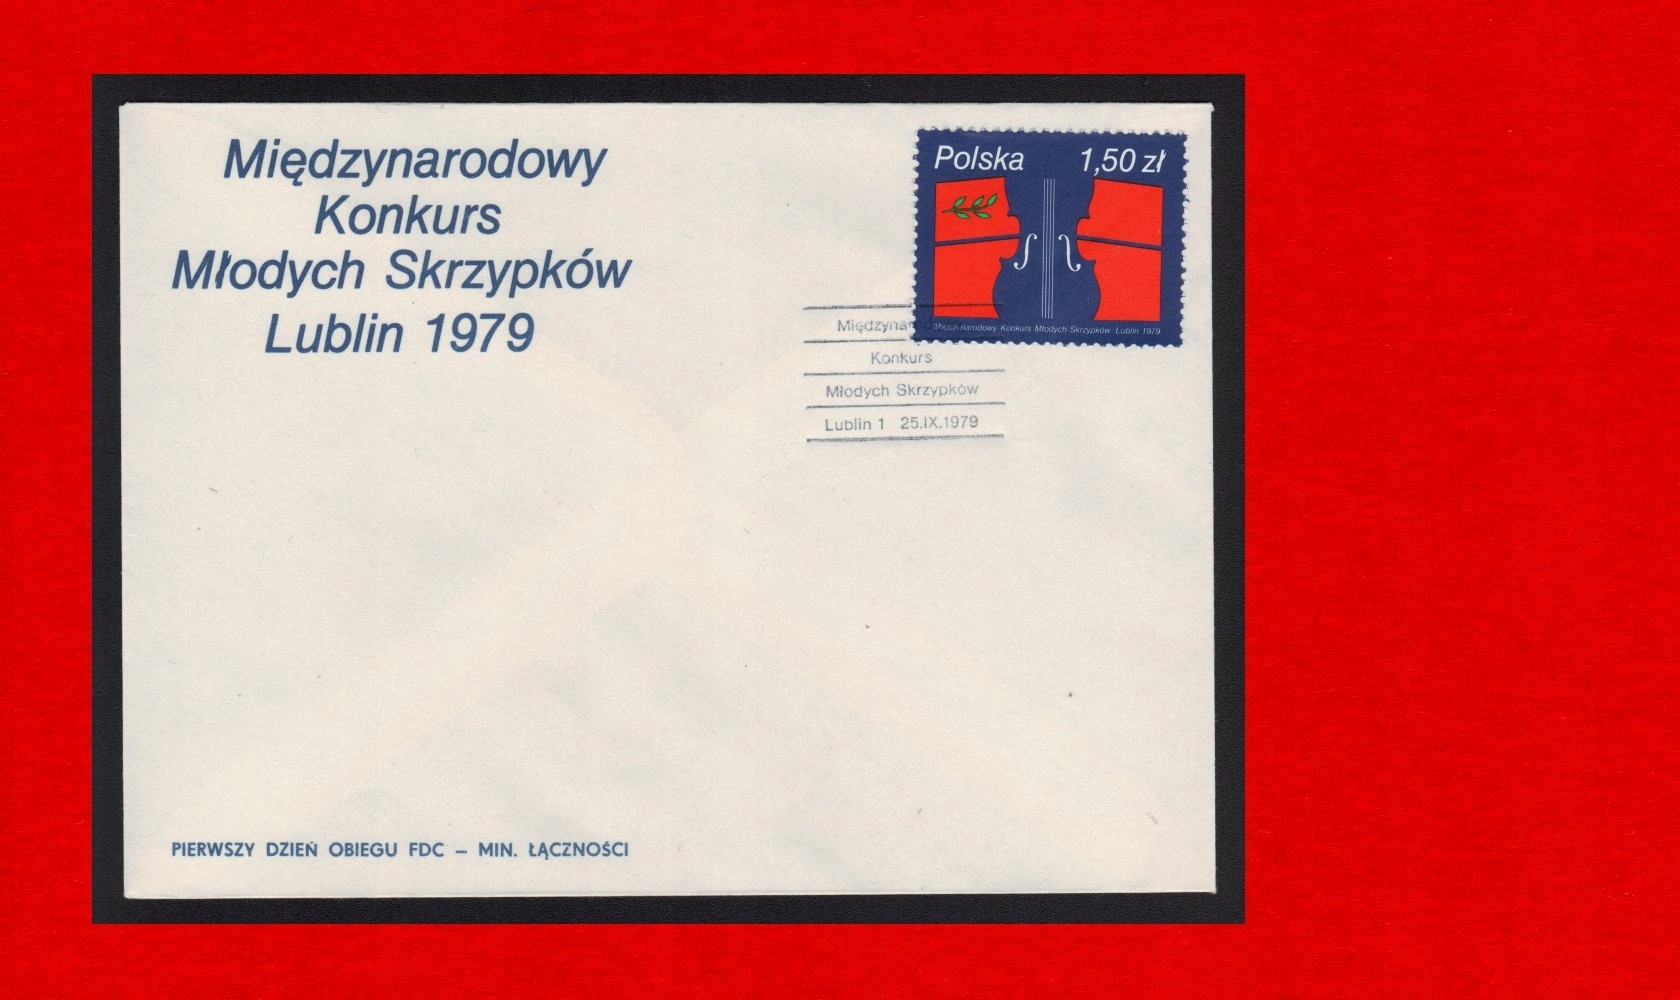 Międzynarodowy
Konkurs
Młodych Skrzypków
Lublin 1979
Polska 1,50 zł
Międzynarodowy Konkurs Młodych Skrzypków Lublin 1979
Międzynarod
Konkurs
Młodych Skrzypków
Lublin 1 25.IX.1979
PIERWSZY DZIEŃ OBIEGU FDC – MIN. ŁĄCZNOŚCI